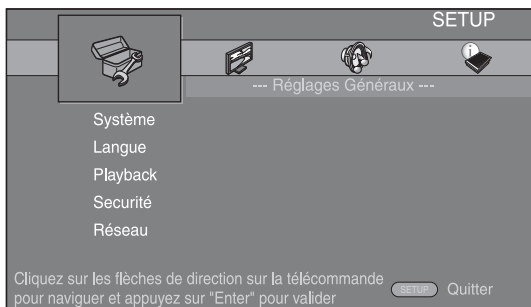 SETUP
--- Réglages Généraux ---
Système
Langue
Playback
Securité
Réseau
Cliquez sur les flèches de direction sur la télécommande
pour naviguer et appuyez sur "Enter" pour valider
SETUP Quitter